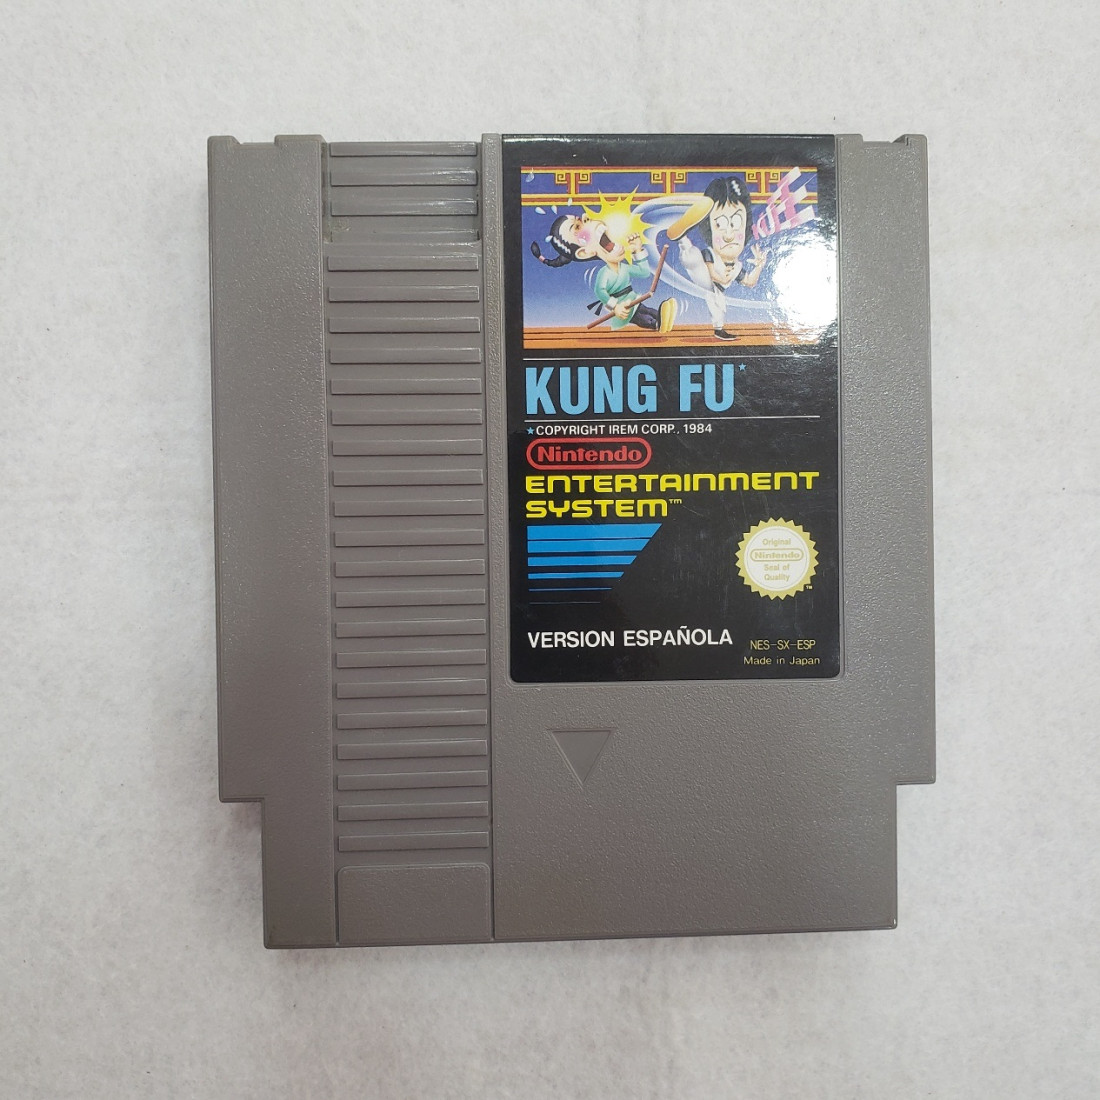 KUNG FU*
*COPYRIGHT IREM CORP., 1984
Nintendo
ENTERTAINMENT
SYSTEM™
Original
Nintendo
Seal of
Quality
™
VERSION ESPAÑOLA
NES-SX-ESP
Made in Japan